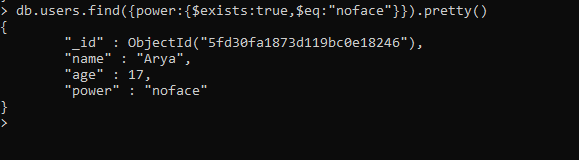 > db.users.find({power:{$exists:true,$eq:"noface"}}).pretty()
{
        "_id" : ObjectId("5fd30fa1873d119bc0e18246"),
        "name" : "Arya",
        "age" : 17,
        "power" : "noface"
}
>